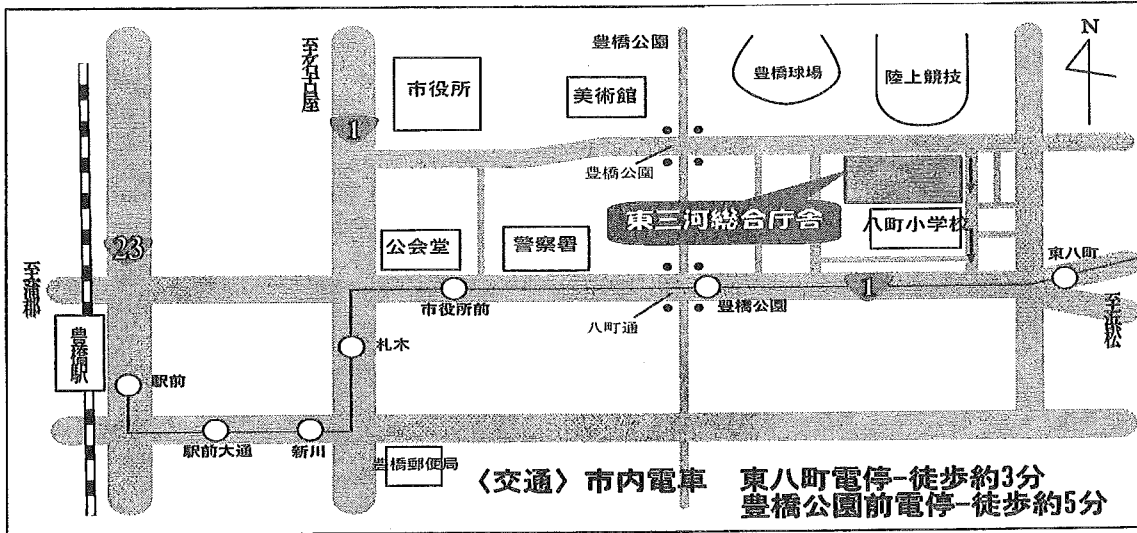 至名古屋
市役所
美術館
豊橋公園
豊橋球場
陸上競技
N
1
豊橋公園
東三河総合庁舎
八町小学校
23
公会堂
警察署
東八町
至蒲郡
市役所前
八町通
豊橋公園
1
至浜松
豊橋駅
札木
駅前
駅前大通
新川
豊橋郵便局
〈交通〉市内電車 東八町電停-徒歩約3分
豊橋公園前電停-徒歩約5分